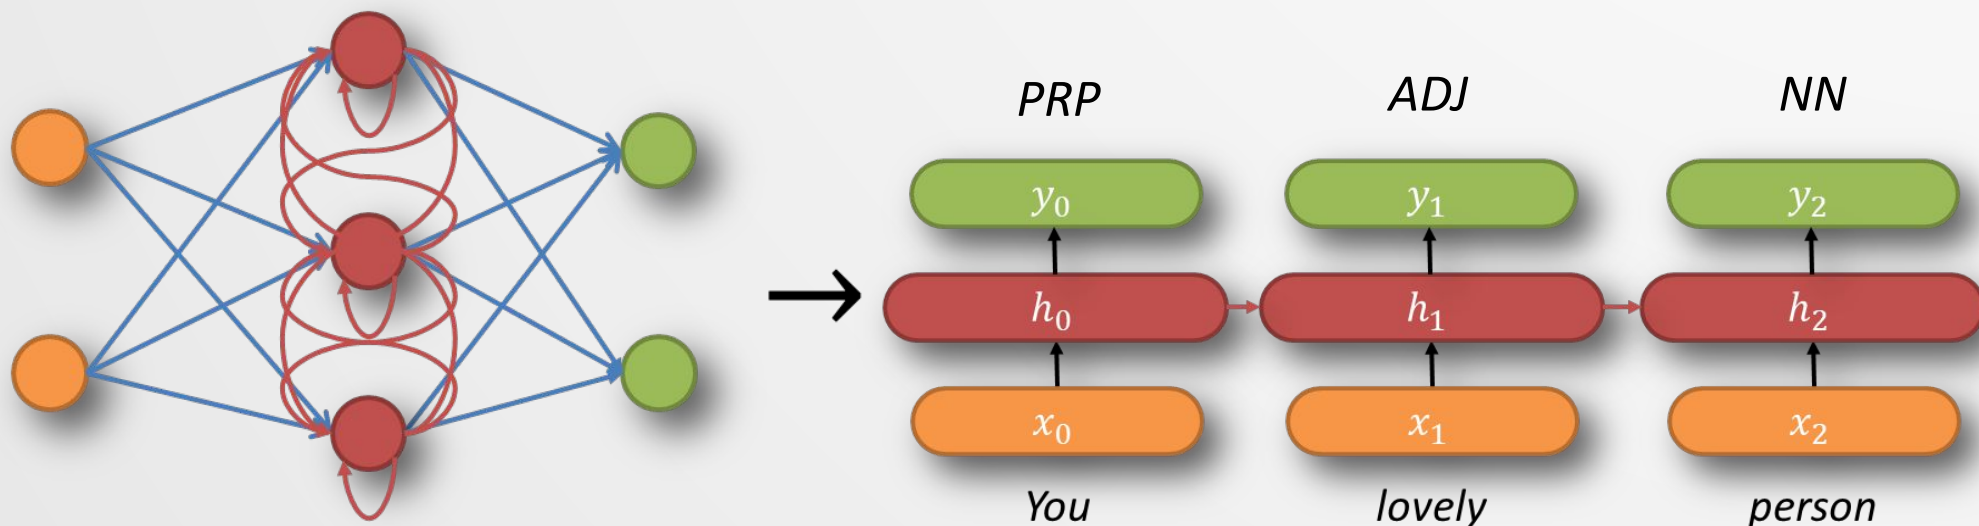 PRP ADJ NN
y₀ y₁ y₂
h₀ h₁ h₂
x₀ x₁ x₂
You lovely person